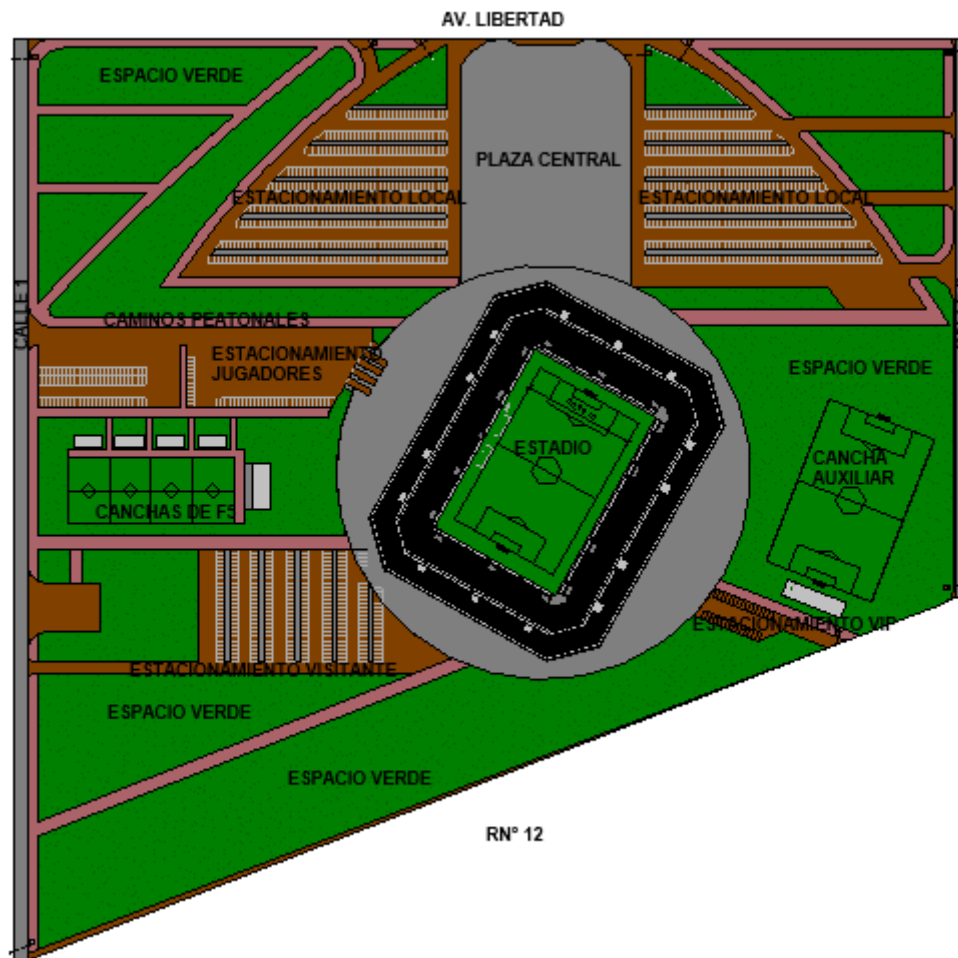 AV. LIBERTAD
ESPACIO VERDE
PLAZA CENTRAL
ESTACIONAMIENTO LOCAL
ESTACIONAMIENTO LOCAL
CALLE 1
CAMINOS PEATONALES
ESTACIONAMIENTO
JUGADORES
ESPACIO VERDE
ESTADIO
CANCHA
AUXILIAR
CANCHAS DE F5
ESTACIONAMIENTO VIP
ESTACIONAMIENTO VISITANTE
ESPACIO VERDE
ESPACIO VERDE
RN° 12